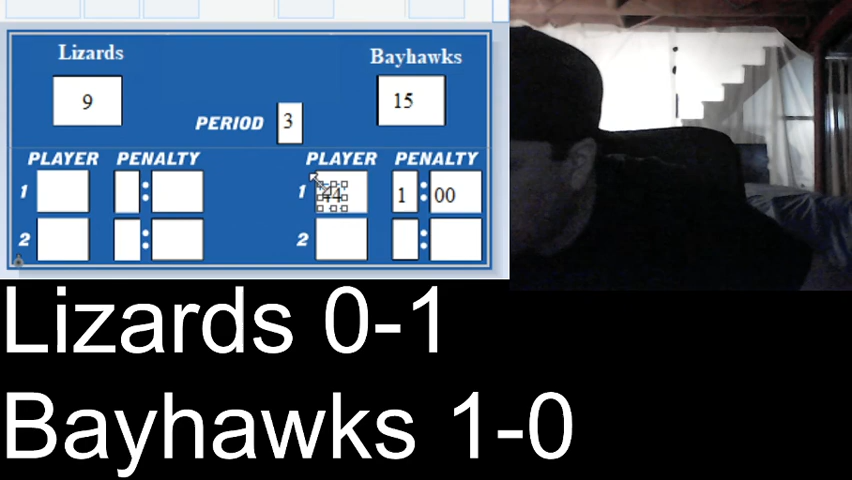 Lizards Bayhawks
9 15
PERIOD 3
PLAYER PENALTY PLAYER PENALTY
1 : 1 44 1 : 00
2 : 2 :
Lizards 0-1
Bayhawks 1-0